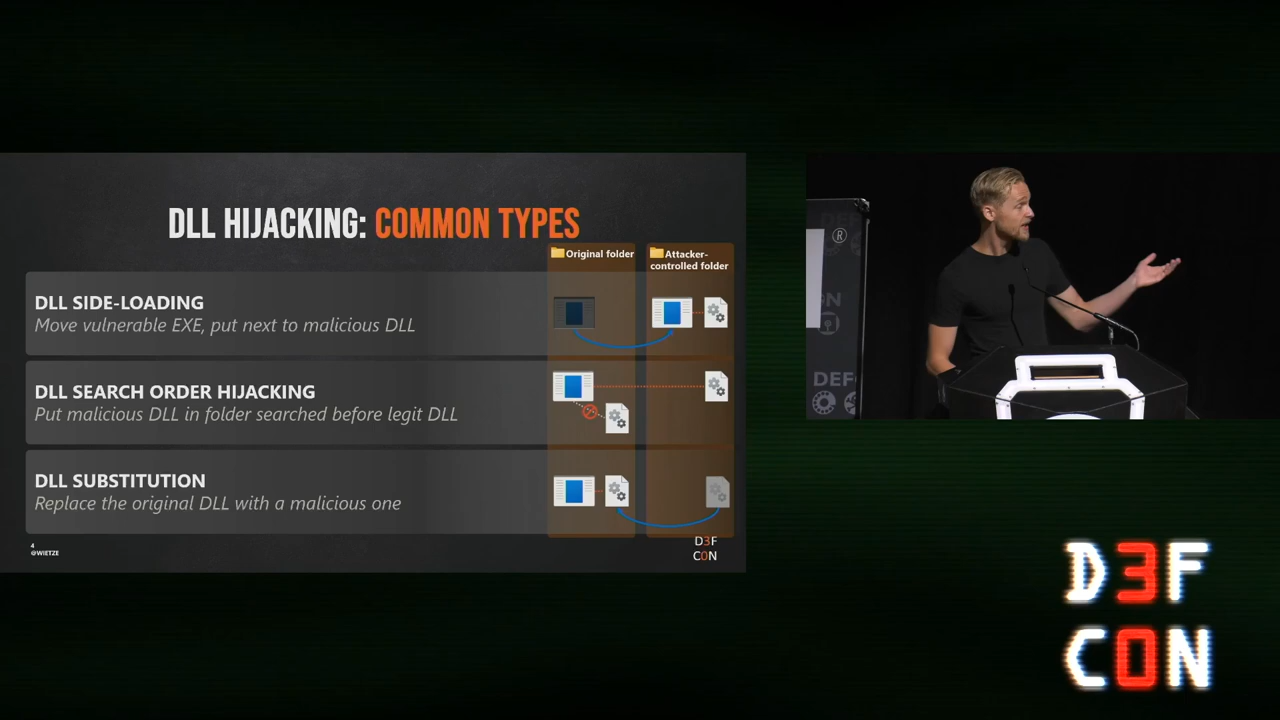 DLL HIJACKING: COMMON TYPES
Original folder
Attacker-
controlled folder
DLL SIDE-LOADING
Move vulnerable EXE, put next to malicious DLL
DLL SEARCH ORDER HIJACKING
Put malicious DLL in folder searched before legit DLL
DLL SUBSTITUTION
Replace the original DLL with a malicious one
4
@WIETZE
D3F
C0N
®
DEF
D3F
C0N